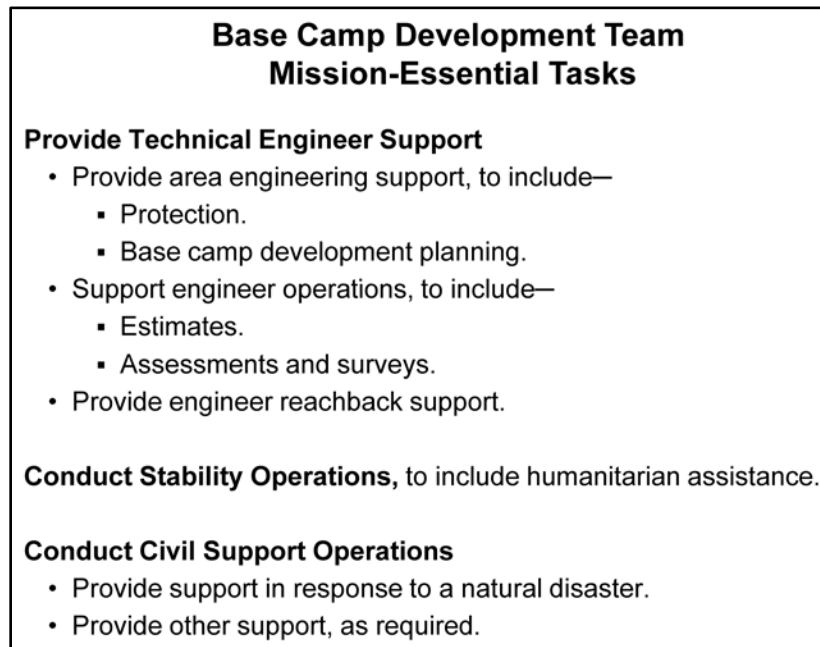 Base Camp Development Team
Mission-Essential Tasks
Provide Technical Engineer Support
• Provide area engineering support, to include—
▪ Protection.
▪ Base camp development planning.
• Support engineer operations, to include—
▪ Estimates.
▪ Assessments and surveys.
• Provide engineer reachback support.
Conduct Stability Operations, to include humanitarian assistance.
Conduct Civil Support Operations
• Provide support in response to a natural disaster.
• Provide other support, as required.